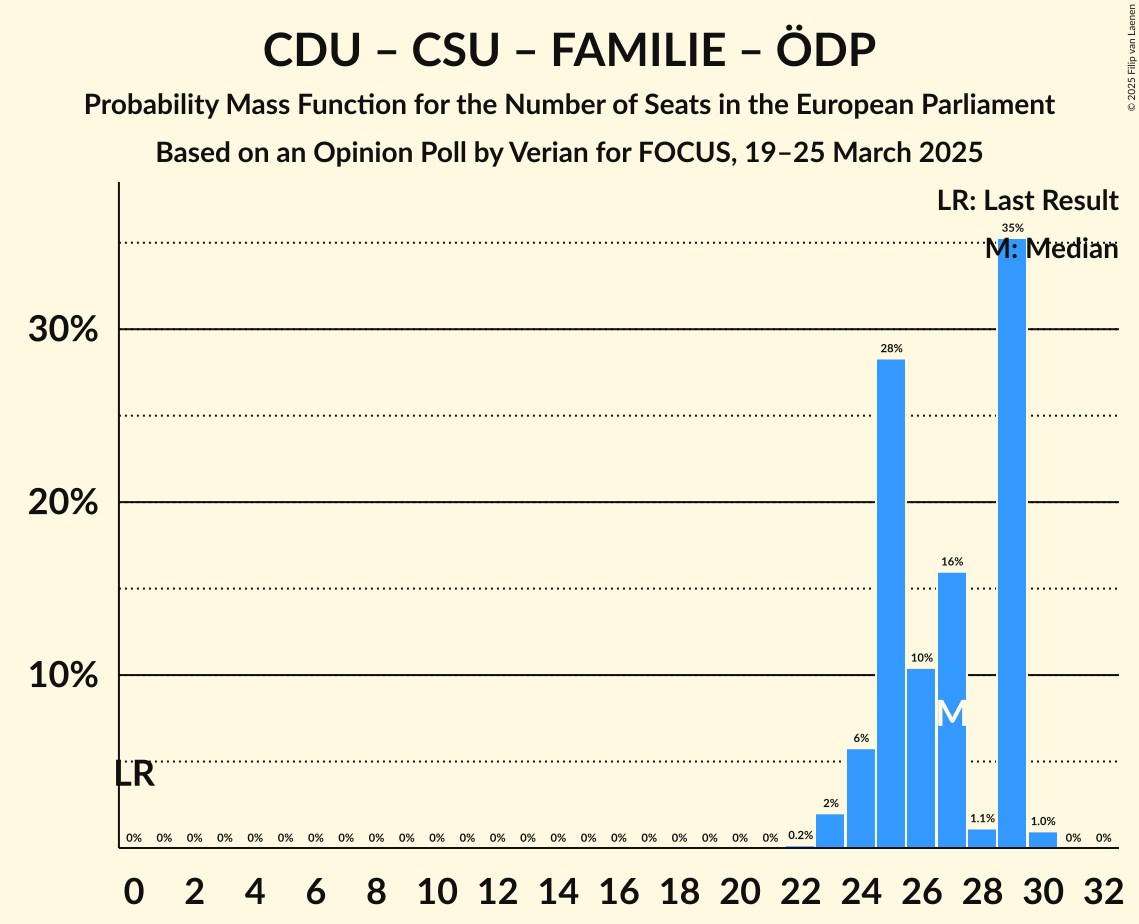 CDU – CSU – FAMILIE – ÖDP
Probability Mass Function for the Number of Seats in the European Parliament
Based on an Opinion Poll by Verian for FOCUS, 19–25 March 2025
© 2025 Filip van Laenen
LR: Last Result
M: Median
35%
30%
28%
20%
16%
10%
10%
M
6%
LR
2%
1.1%
1.0%
0% 0% 0% 0% 0% 0% 0% 0% 0% 0% 0% 0% 0% 0% 0% 0% 0% 0% 0% 0% 0% 0% 0.2% 0% 0%
0 2 4 6 8 10 12 14 16 18 20 22 24 26 28 30 32